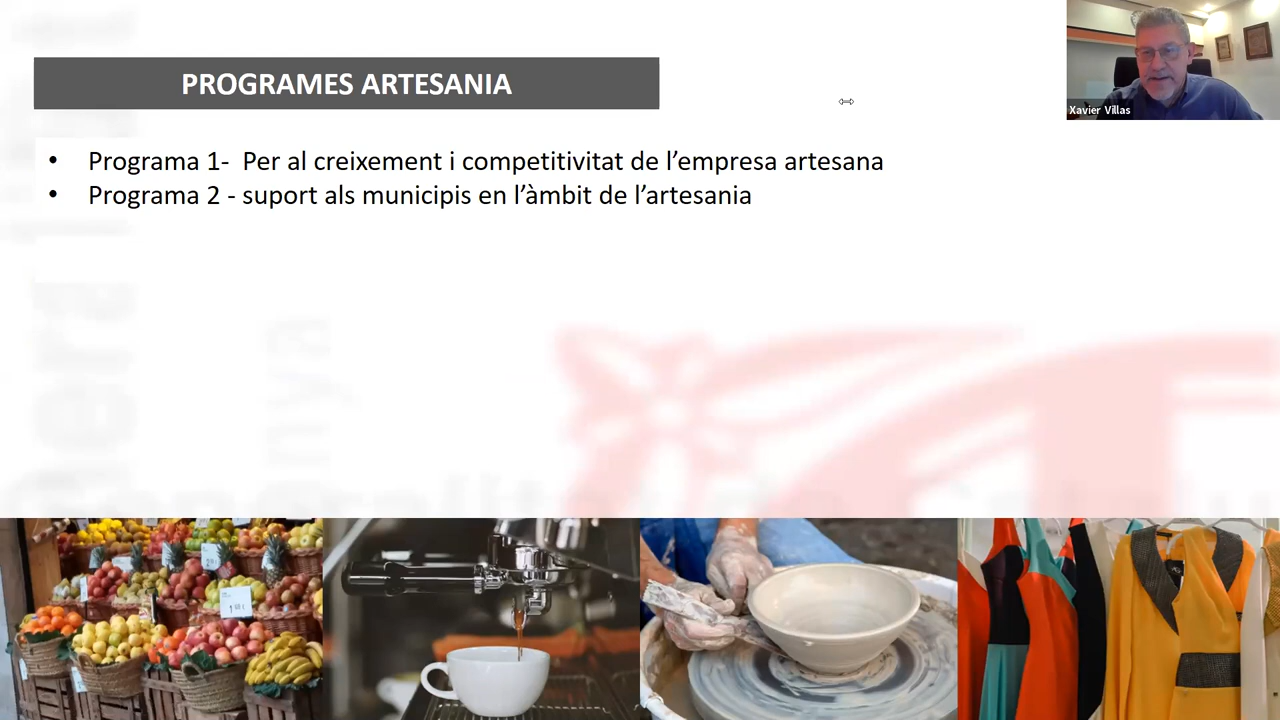 PROGRAMES ARTESANIA
Xavier Villas
• Programa 1-  Per al creixement i competitivitat de l’empresa artesana
• Programa 2 - suport als municipis en l’àmbit de l’artesania